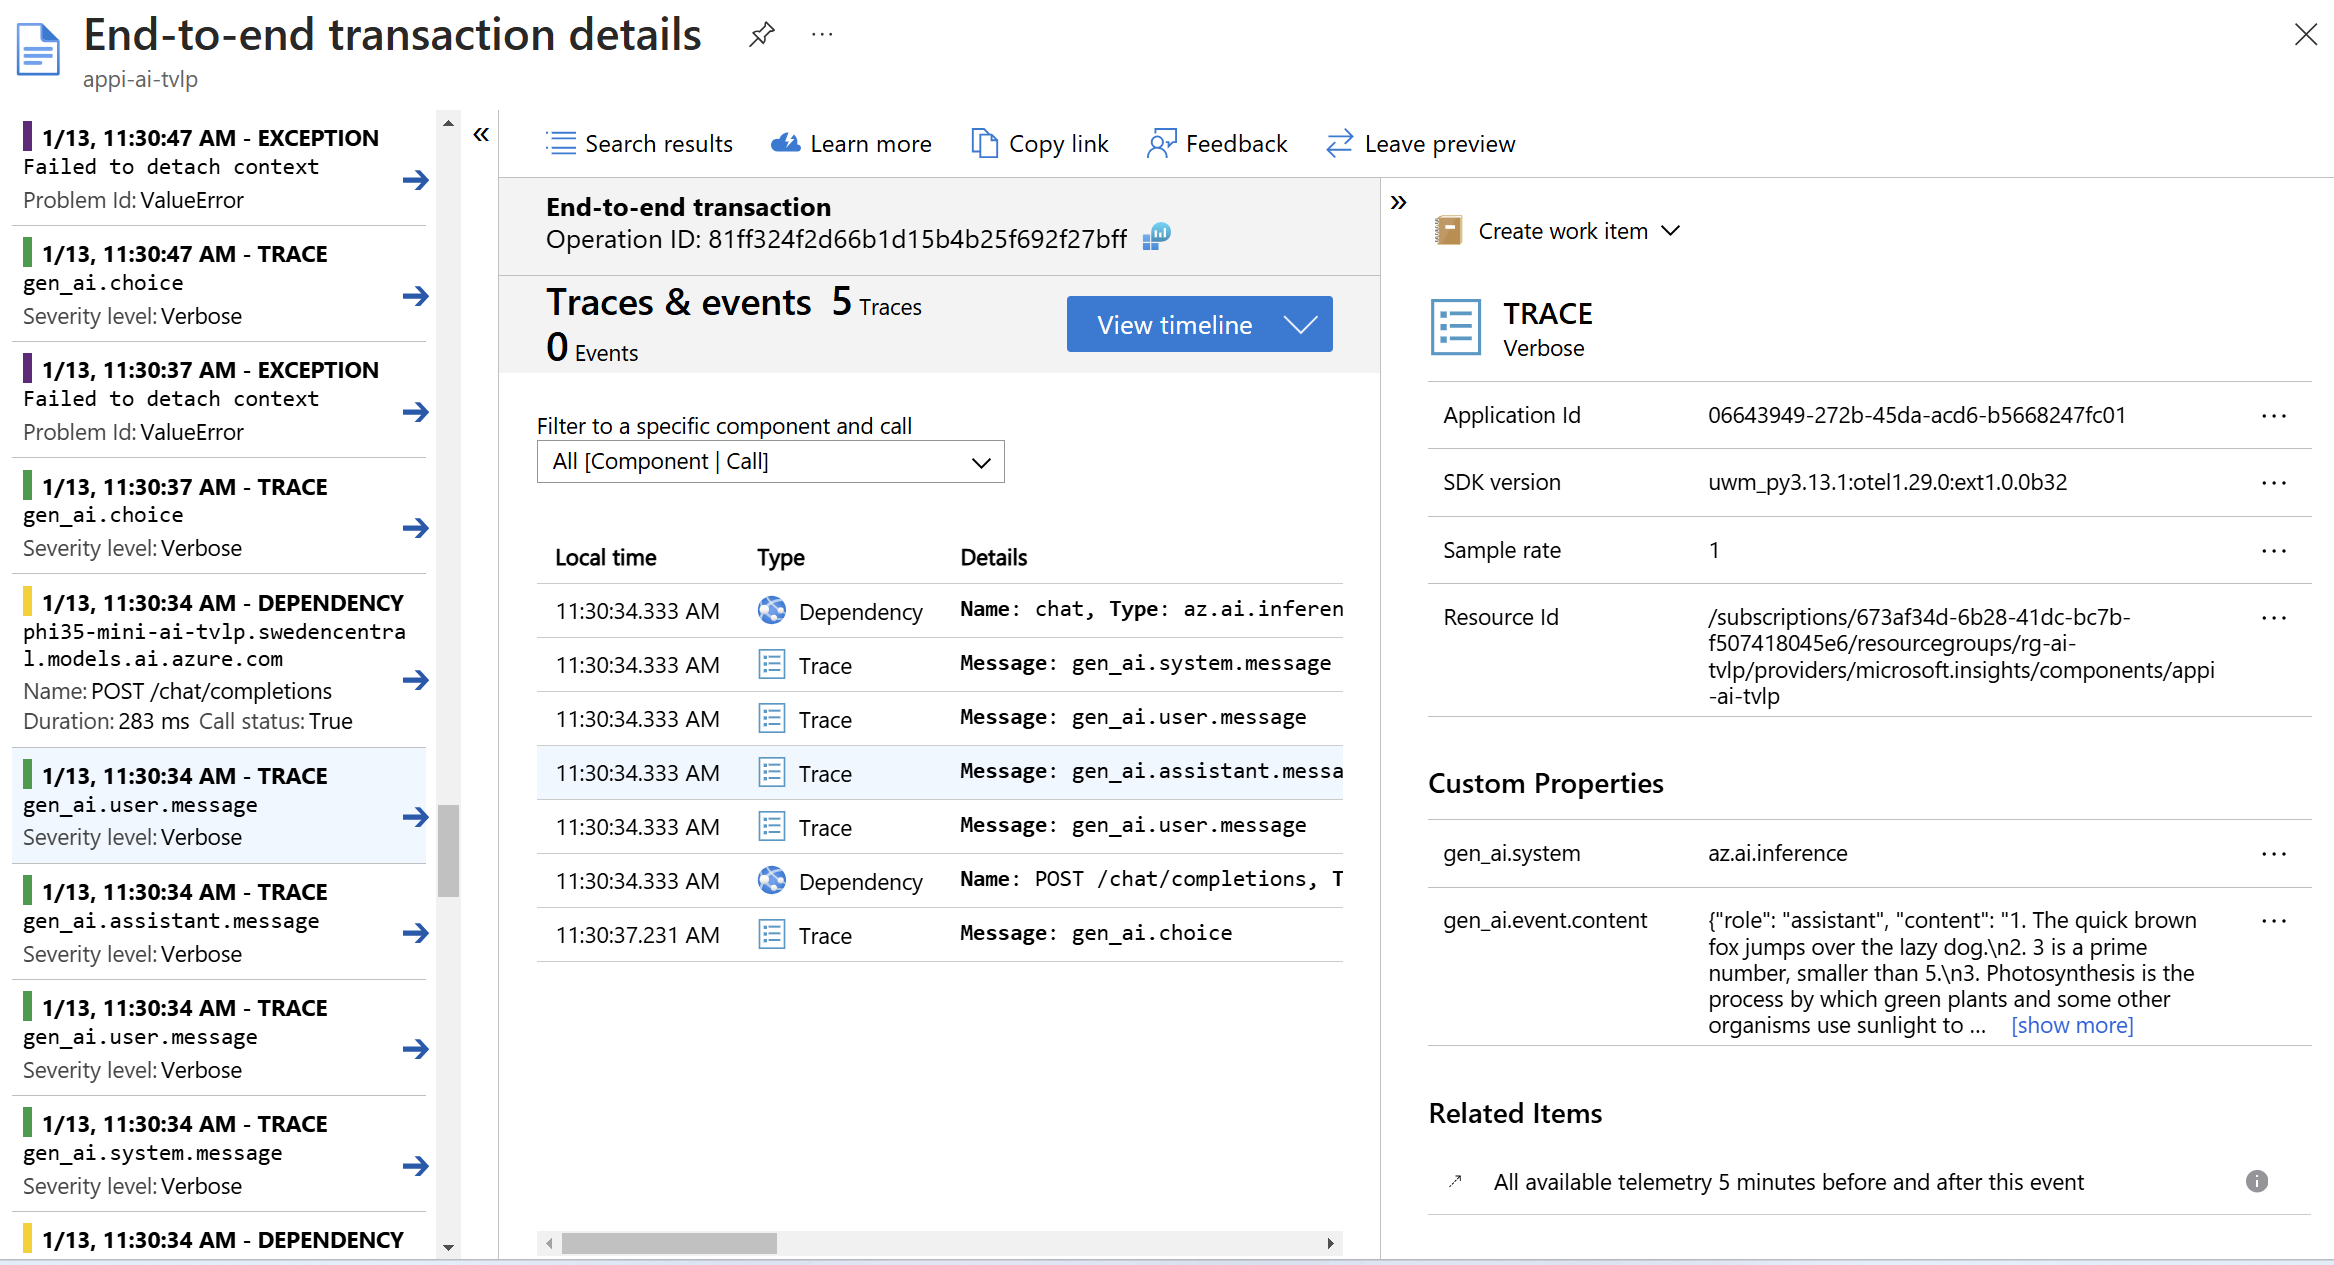 End-to-end transaction details
appi-ai-tvlp
1/13, 11:30:47 AM - EXCEPTION
Failed to detach context
Problem Id: ValueError
1/13, 11:30:47 AM - TRACE
gen_ai.choice
Severity level: Verbose
1/13, 11:30:37 AM - EXCEPTION
Failed to detach context
Problem Id: ValueError
1/13, 11:30:37 AM - TRACE
gen_ai.choice
Severity level: Verbose
1/13, 11:30:34 AM - DEPENDENCY
phi35-mini-ai-tvlp.swedencentra
l.models.ai.azure.com
Name: POST /chat/completions
Duration: 283 ms Call status: True
1/13, 11:30:34 AM - TRACE
gen_ai.user.message
Severity level: Verbose
1/13, 11:30:34 AM - TRACE
gen_ai.assistant.message
Severity level: Verbose
1/13, 11:30:34 AM - TRACE
gen_ai.user.message
Severity level: Verbose
1/13, 11:30:34 AM - TRACE
gen_ai.system.message
Severity level: Verbose
1/13, 11:30:34 AM - DEPENDENCY
Search results
Learn more
Copy link
Feedback
Leave preview
End-to-end transaction
Operation ID: 81ff324f2d66b1d15b4b25f692f27bff
Traces & events 5 Traces
0 Events
View timeline
Filter to a specific component and call
All [Component | Call]
Local time Type Details
11:30:34.333 AM Dependency Name: chat, Type: az.ai.inferen
11:30:34.333 AM Trace Message: gen_ai.system.message
11:30:34.333 AM Trace Message: gen_ai.user.message
11:30:34.333 AM Trace Message: gen_ai.assistant.messa
11:30:34.333 AM Trace Message: gen_ai.user.message
11:30:34.333 AM Dependency Name: POST /chat/completions, T
11:30:37.231 AM Trace Message: gen_ai.choice
Create work item
TRACE
Verbose
Application Id 06643949-272b-45da-acd6-b5668247fc01
SDK version uwm_py3.13.1:otel1.29.0:ext1.0.0b32
Sample rate 1
Resource Id /subscriptions/673af34d-6b28-41dc-bc7b-
f507418045e6/resourcegroups/rg-ai-
tvlp/providers/microsoft.insights/components/appi
-ai-tvlp
Custom Properties
gen_ai.system az.ai.inference
gen_ai.event.content {"role": "assistant", "content": "1. The quick brown
fox jumps over the lazy dog.\n2. 3 is a prime
number, smaller than 5.\n3. Photosynthesis is the
process by which green plants and some other
organisms use sunlight to ... [show more]
Related Items
All available telemetry 5 minutes before and after this event